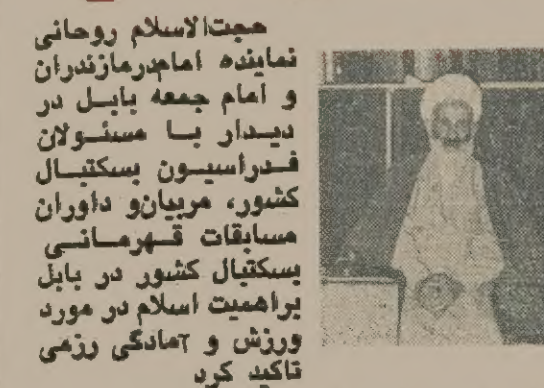 حجت‌الاسلام روحانی
نماینده امام‌درمازندران
و امام جمعه بابل در
دیدار با مسئولان
فدراسیون بسکتبال
کشور، مربیان‌و داوران
مسابقات قهرمانی
بسکتبال کشور در بابل
براهمیت اسلام در مورد
ورزش و آمادگی رزمی
تاکید کرد